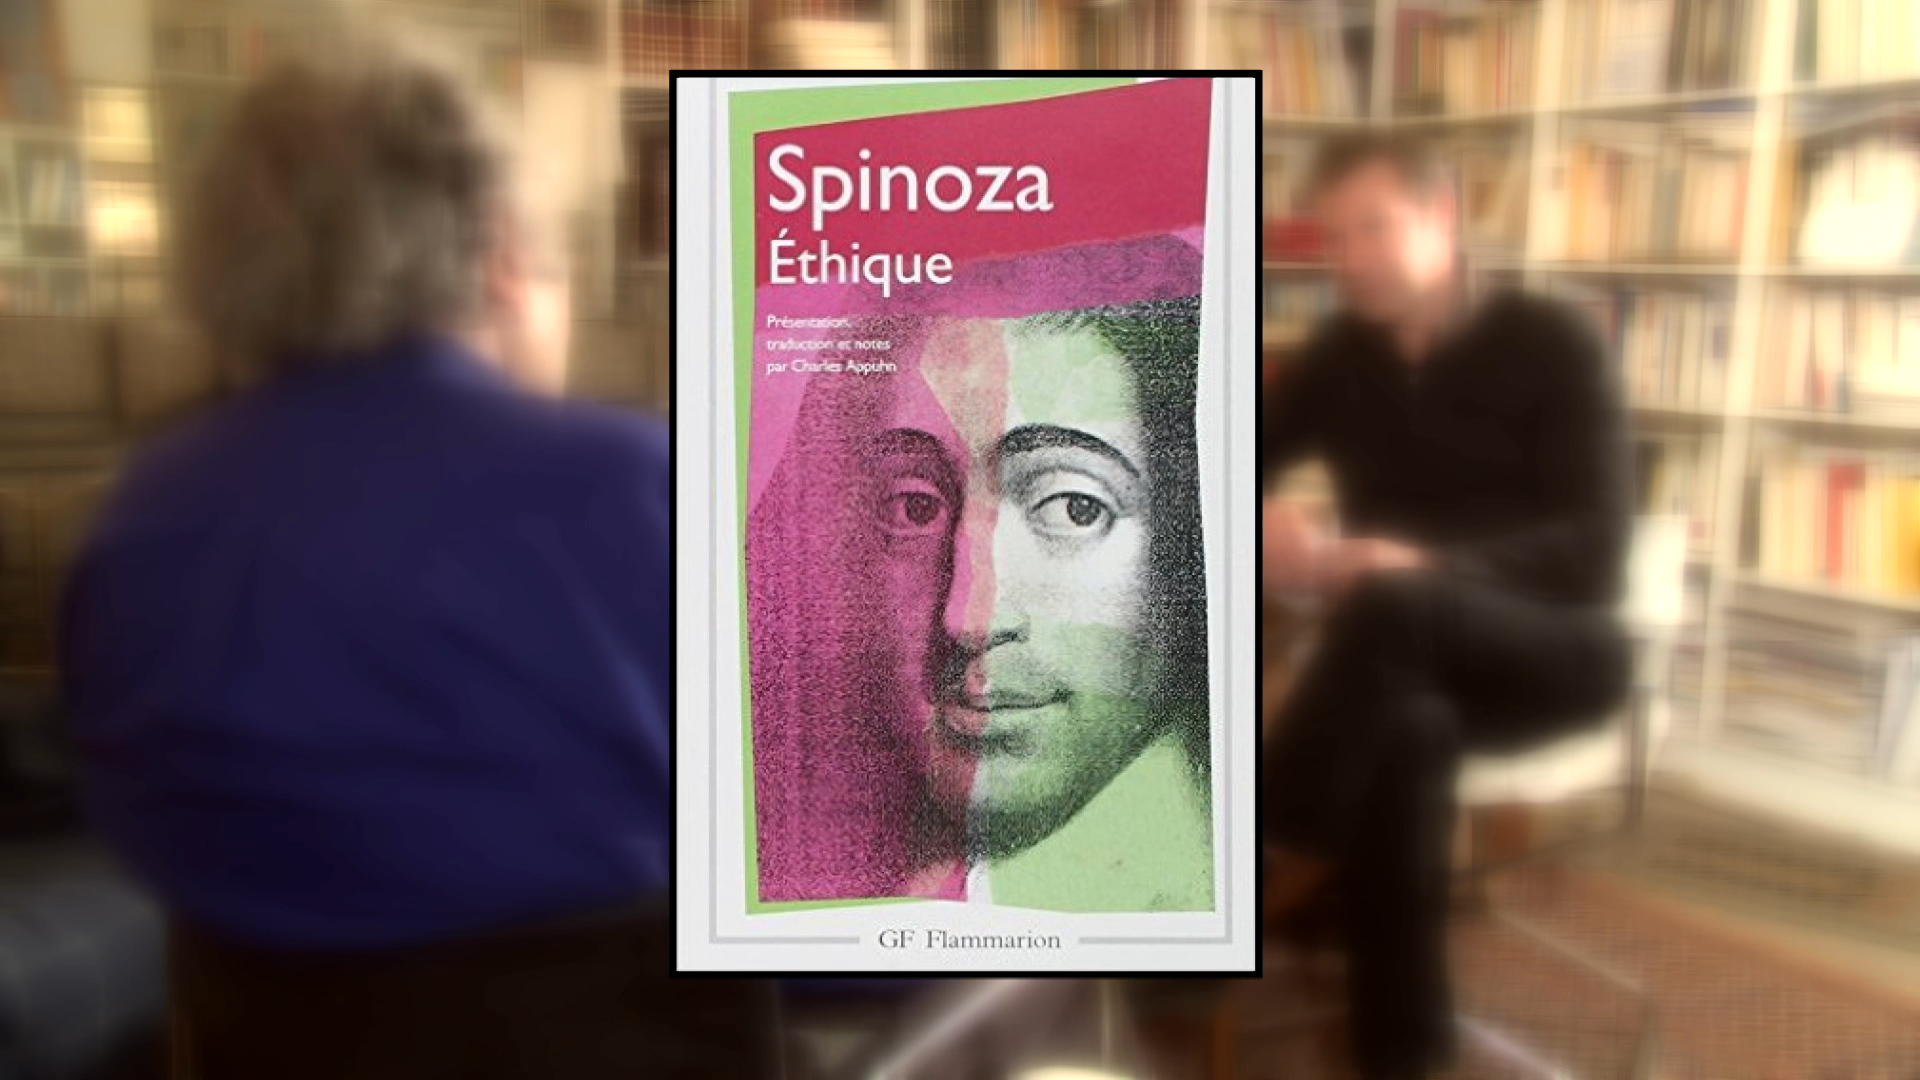 Spinoza
Éthique
Présentation,
traduction et notes
par Charles Appuhn
GF Flammarion